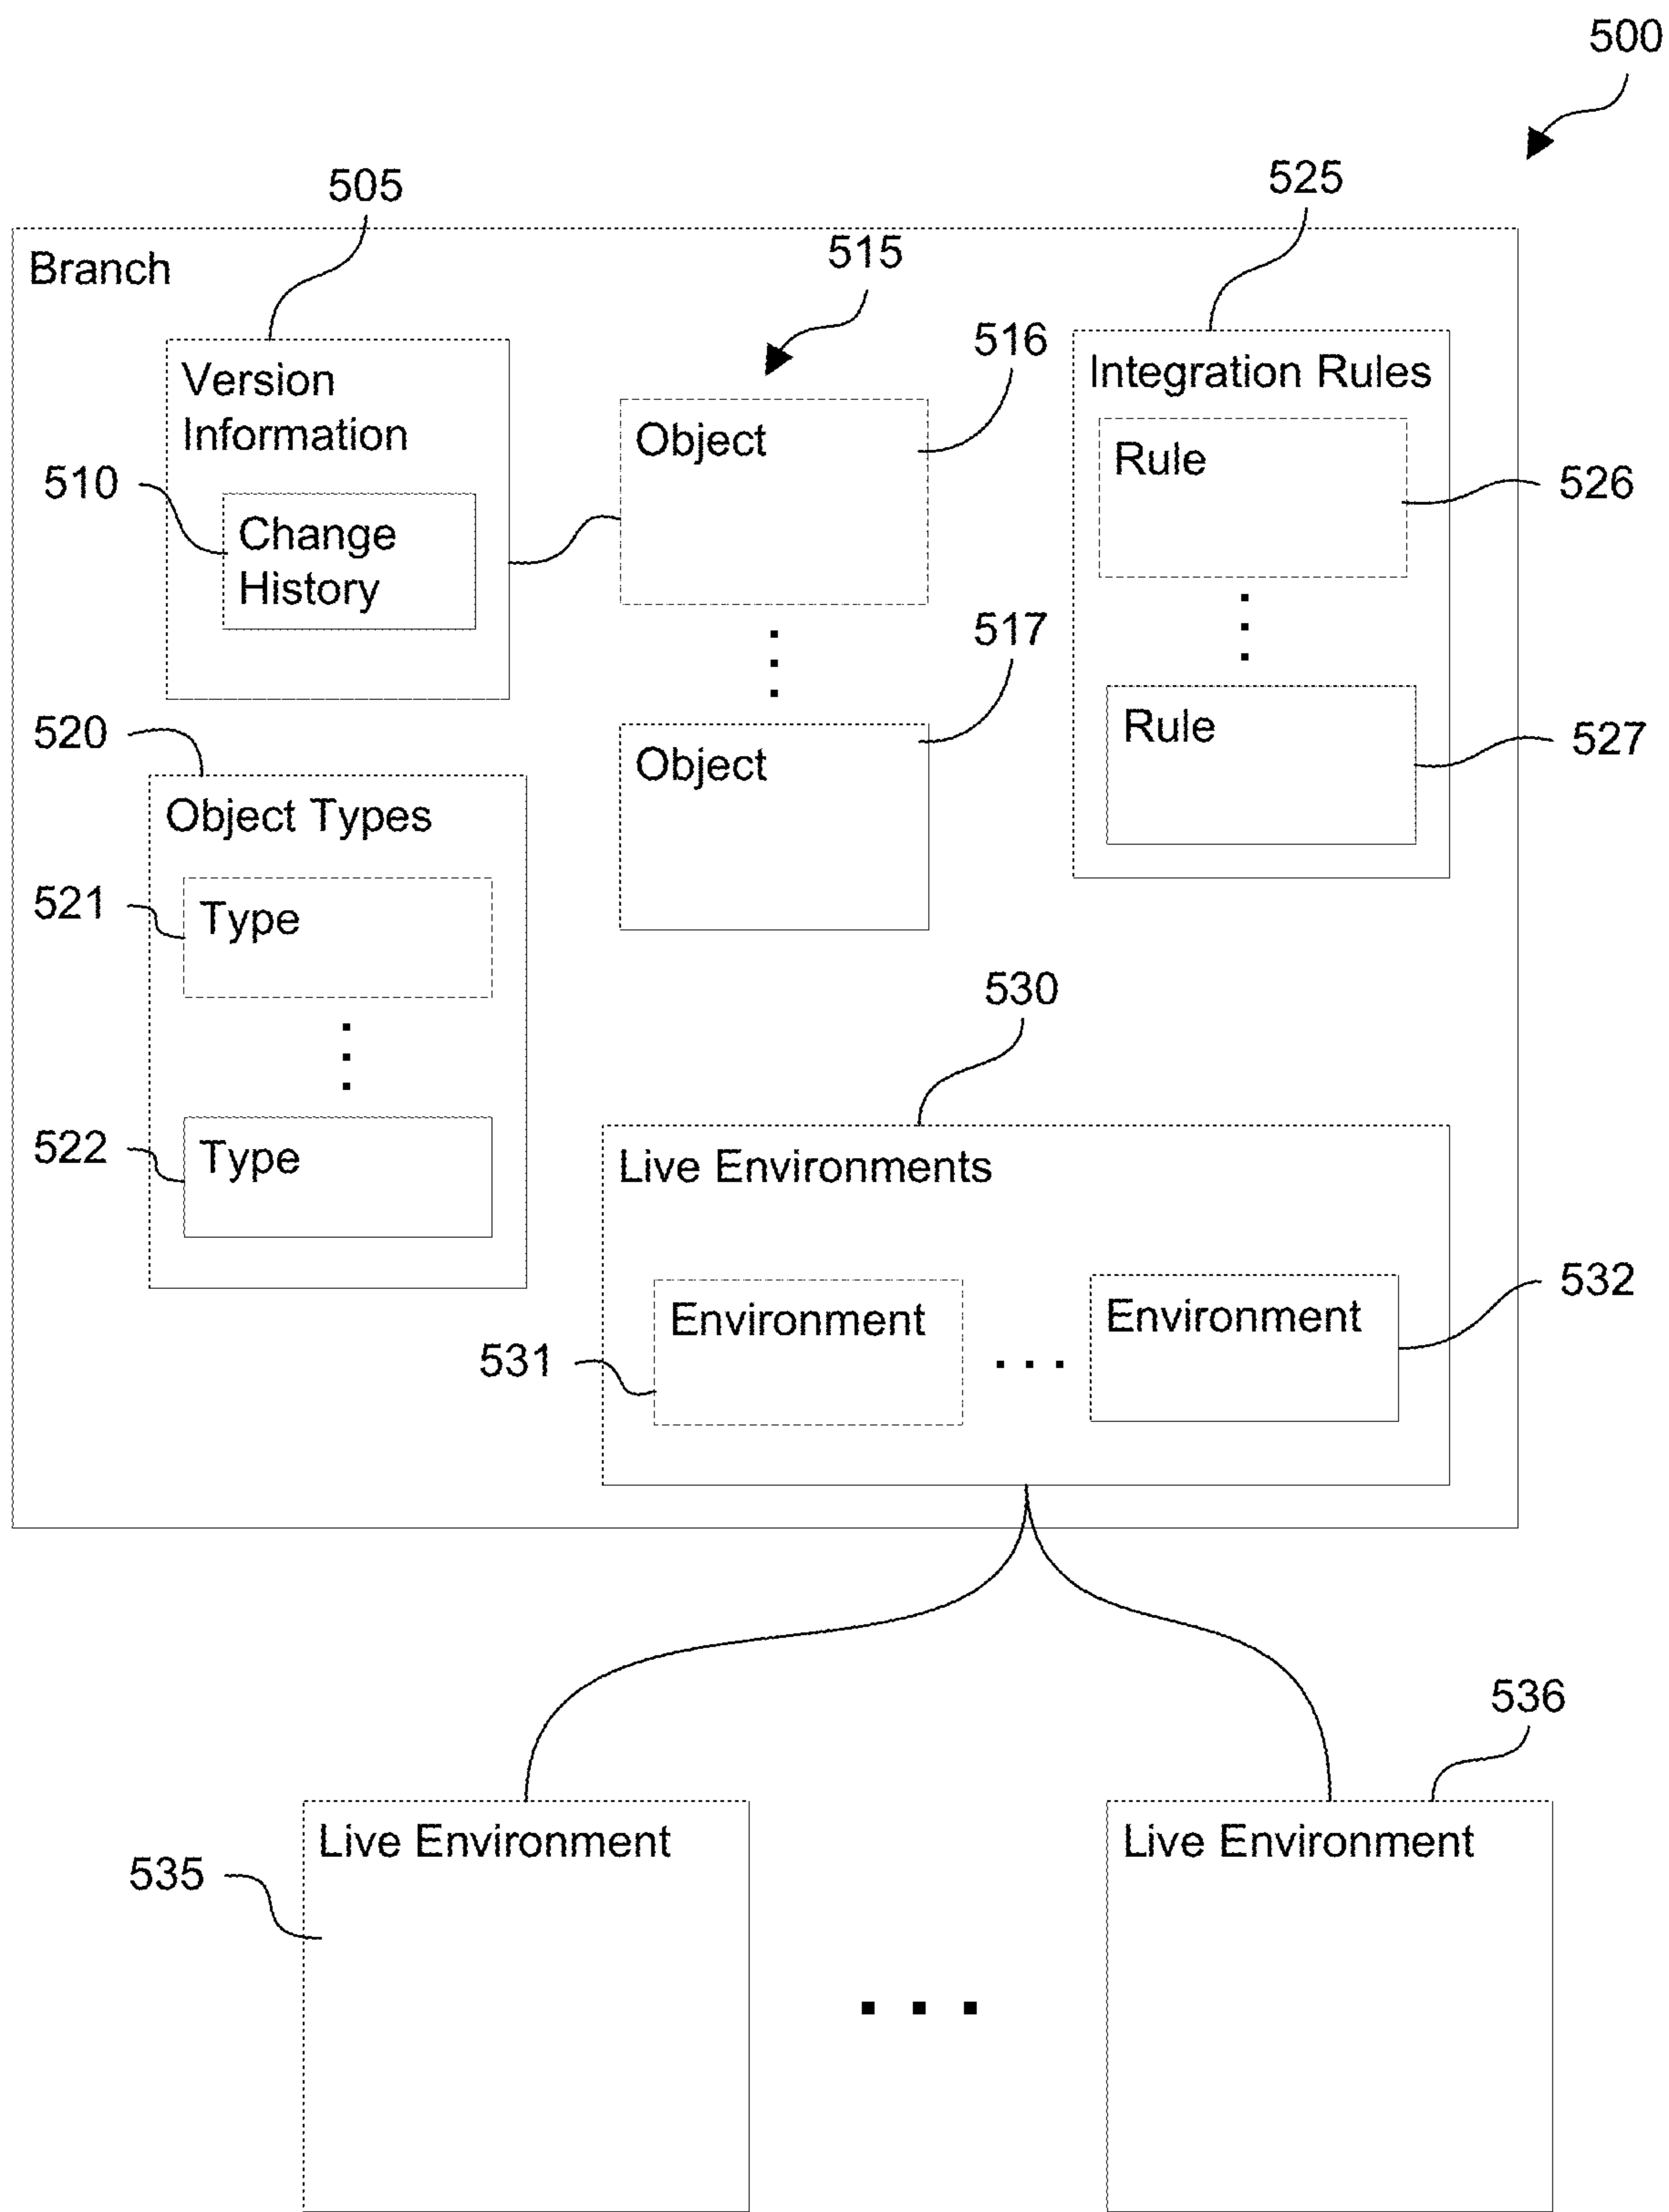 500
505
525
Branch
515
516
Version
Information
Object
Integration Rules
Rule
510
526
Change
History
517
520
Rule
527
Object
Object Types
521
Type
530
522
Type
Live Environments
532
Environment
Environment
531
536
Live Environment
Live Environment
535